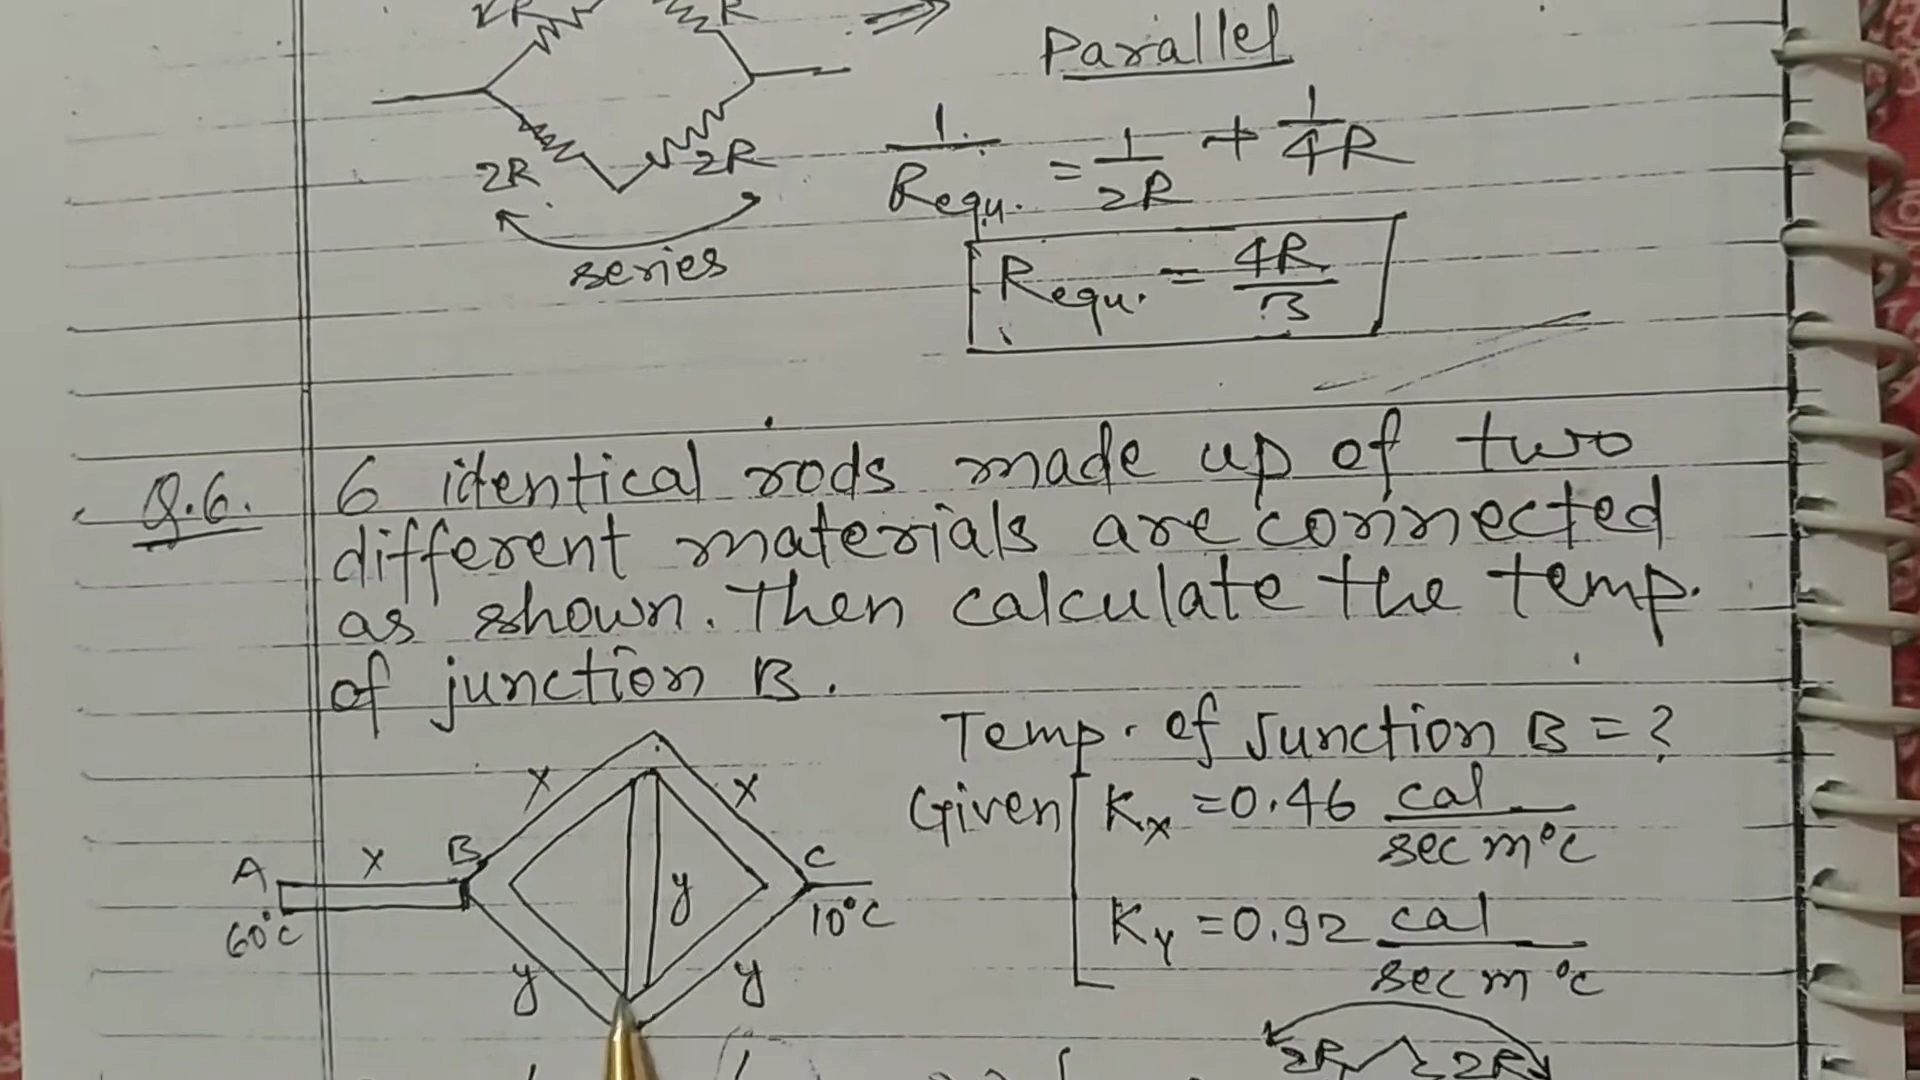 2R R
Parallel
2R 2R
series
1/Requ. = 1/2R + 1/4R
Requ. = 4R/3
Q.6. 6 identical rods made up of two
different materials are connected
as shown. Then calculate the temp.
of junction B.
Temp. of Junction B = ?
Given Kx = 0.46 cal/sec m°C
Ky = 0.92 cal/sec m°C
x x
A x B C
60°C y 10°C
y y
2R 2R